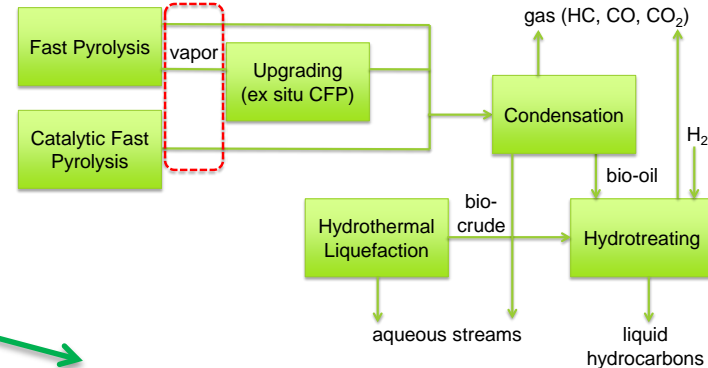 gas (HC, CO, CO₂)
Fast Pyrolysis
vapor
Upgrading
(ex situ CFP)
Condensation
Catalytic Fast
Pyrolysis
H₂
bio-oil
bio-
crude
Hydrothermal
Liquefaction
Hydrotreating
aqueous streams
liquid
hydrocarbons